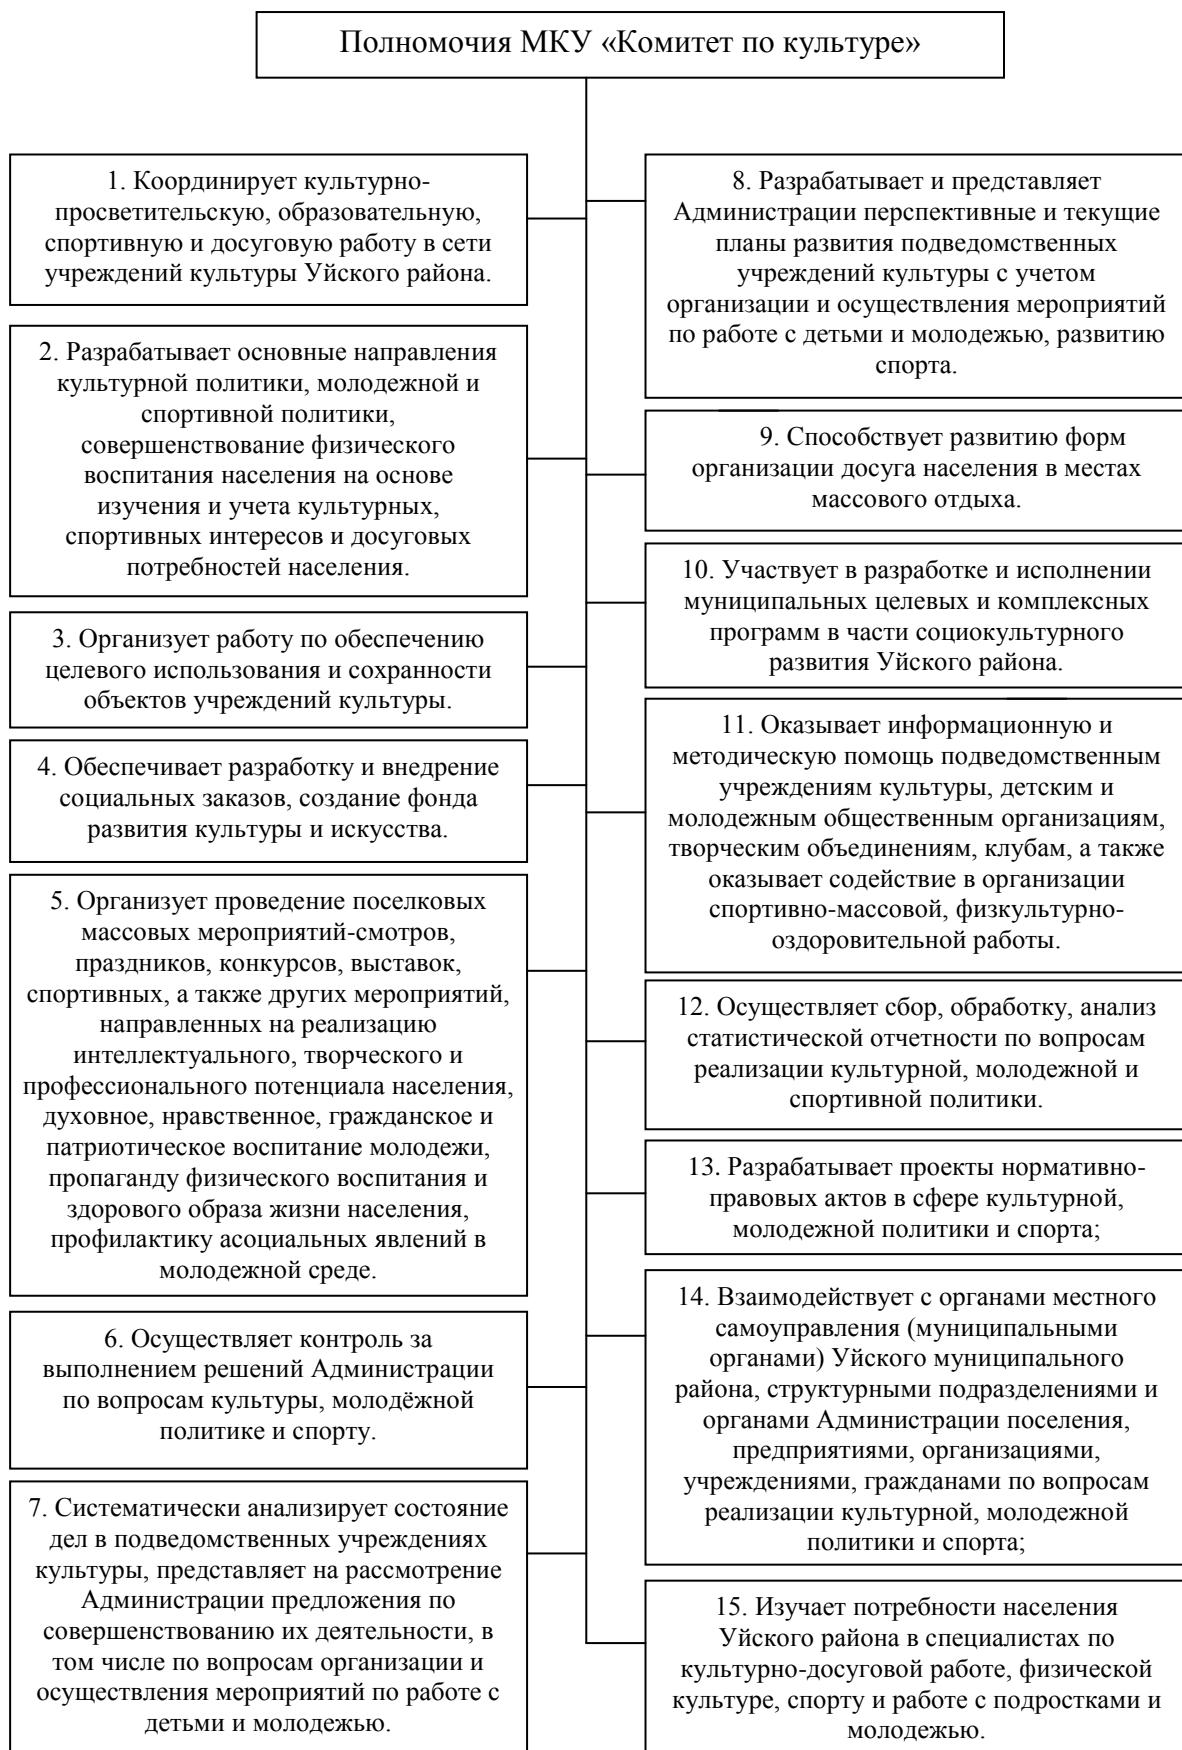 Полномочия МКУ «Комитет по культуре»
1. Координирует культурно-
просветительскую, образовательную,
спортивную и досуговую работу в сети
учреждений культуры Уйского района.
2. Разрабатывает основные направления
культурной политики, молодежной и
спортивной политики,
совершенствование физического
воспитания населения на основе
изучения и учета культурных,
спортивных интересов и досуговых
потребностей населения.
3. Организует работу по обеспечению
целевого использования и сохранности
объектов учреждений культуры.
4. Обеспечивает разработку и внедрение
социальных заказов, создание фонда
развития культуры и искусства.
5. Организует проведение поселковых
массовых мероприятий-смотров,
праздников, конкурсов, выставок,
спортивных, а также других мероприятий,
направленных на реализацию
интеллектуального, творческого и
профессионального потенциала населения,
духовное, нравственное, гражданское и
патриотическое воспитание молодежи,
пропаганду физического воспитания и
здорового образа жизни населения,
профилактику асоциальных явлений в
молодежной среде.
6. Осуществляет контроль за
выполнением решений Администрации
по вопросам культуры, молодёжной
политике и спорту.
7. Систематически анализирует состояние
дел в подведомственных учреждениях
культуры, представляет на рассмотрение
Администрации предложения по
совершенствованию их деятельности, в
том числе по вопросам организации и
осуществления мероприятий по работе с
детьми и молодежью.
8. Разрабатывает и представляет
Администрации перспективные и текущие
планы развития подведомственных
учреждений культуры с учетом
организации и осуществления мероприятий
по работе с детьми и молодежью, развитию
спорта.
9. Способствует развитию форм
организации досуга населения в местах
массового отдыха.
10. Участвует в разработке и исполнении
муниципальных целевых и комплексных
программ в части социокультурного
развития Уйского района.
11. Оказывает информационную и
методическую помощь подведомственным
учреждениям культуры, детским и
молодежным общественным организациям,
творческим объединениям, клубам, а также
оказывает содействие в организации
спортивно-массовой, физкультурно-
оздоровительной работы.
12. Осуществляет сбор, обработку, анализ
статистической отчетности по вопросам
реализации культурной, молодежной и
спортивной политики.
13. Разрабатывает проекты нормативно-
правовых актов в сфере культурной,
молодежной политики и спорта;
14. Взаимодействует с органами местного
самоуправления (муниципальными
органами) Уйского муниципального
района, структурными подразделениями и
органами Администрации поселения,
предприятиями, организациями,
учреждениями, гражданами по вопросам
реализации культурной, молодежной
политики и спорта;
15. Изучает потребности населения
Уйского района в специалистах по
культурно-досуговой работе, физической
культуре, спорту и работе с подростками и
молодежью.